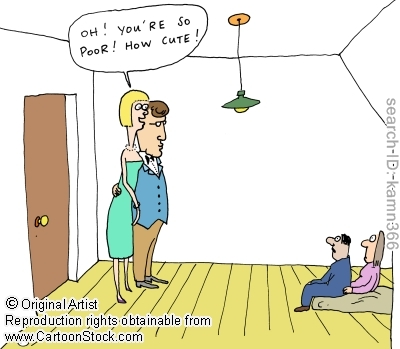 OH! YOU'RE SO
POOR! HOW CUTE!
search-ID: kamn366
© Original Artist
Reproduction rights obtainable from
www.CartoonStock.com